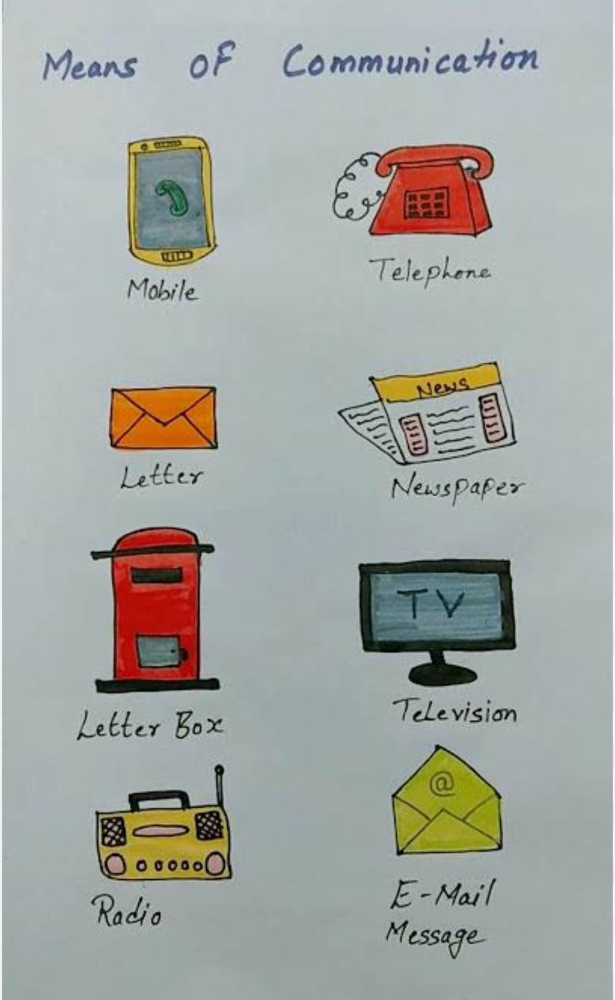 Means of Communication
Mobile
Telephone
Letter
News
Newspaper
Letter Box
TV
Television
Radio
@
E-Mail
Message